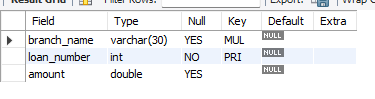 Result Grid Filter Rows: Export: Wrap C
Field Type Null Key Default Extra
branch_name varchar(30) YES MUL NULL
loan_number int NO PRI NULL
amount double YES NULL